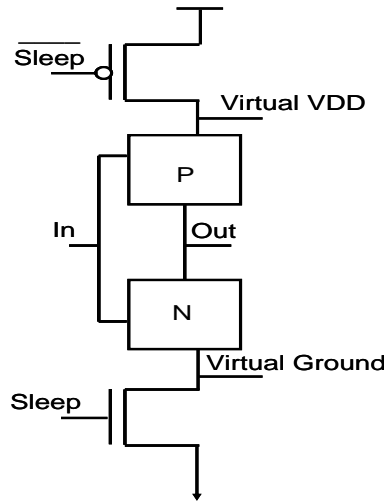 Sleep
Virtual VDD
P
In
Out
N
Virtual Ground
Sleep